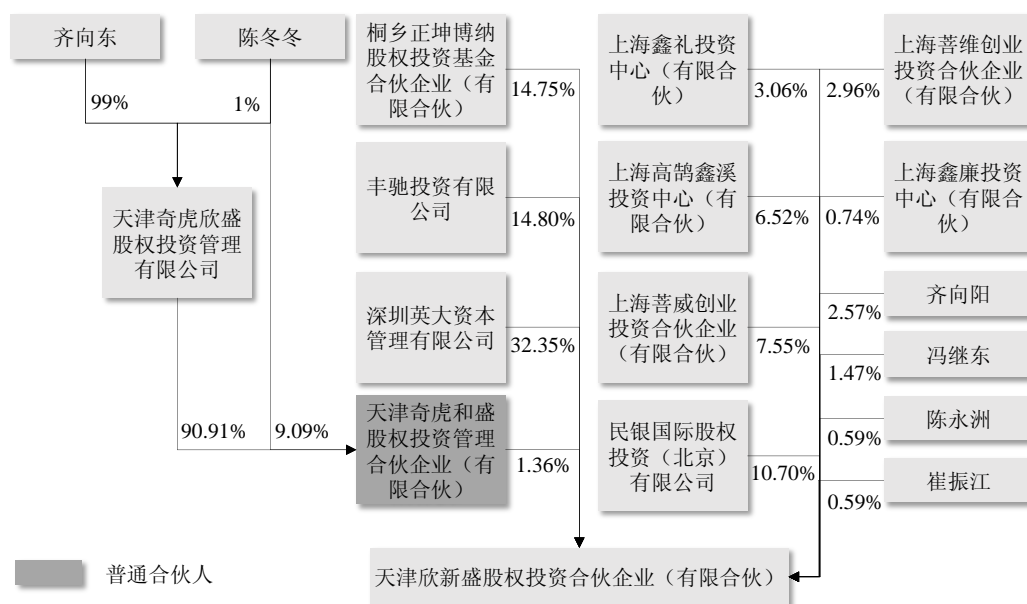 齐向东
陈冬冬
桐乡正坤博纳
股权投资基金
合伙企业（有
限合伙）
上海鑫礼投资
中心（有限合
伙）
上海菩维创业
投资合伙企业
（有限合伙）
99%
1%
14.75%
3.06%
2.96%
丰驰投资有限
公司
上海高鹄鑫溪
投资中心（有
限合伙）
上海鑫廉投资
中心（有限合
伙）
14.80%
6.52%
0.74%
天津奇虎欣盛
股权投资管理
有限公司
深圳英大资本
管理有限公司
上海菩威创业
投资合伙企业
（有限合伙）
齐向阳
32.35%
7.55%
2.57%
冯继东
1.47%
天津奇虎和盛
股权投资管理
合伙企业（有
限合伙）
民银国际股权
投资（北京）
有限公司
陈永洲
90.91%
9.09%
1.36%
10.70%
0.59%
崔振江
0.59%
普通合伙人
天津欣新盛股权投资合伙企业（有限合伙）